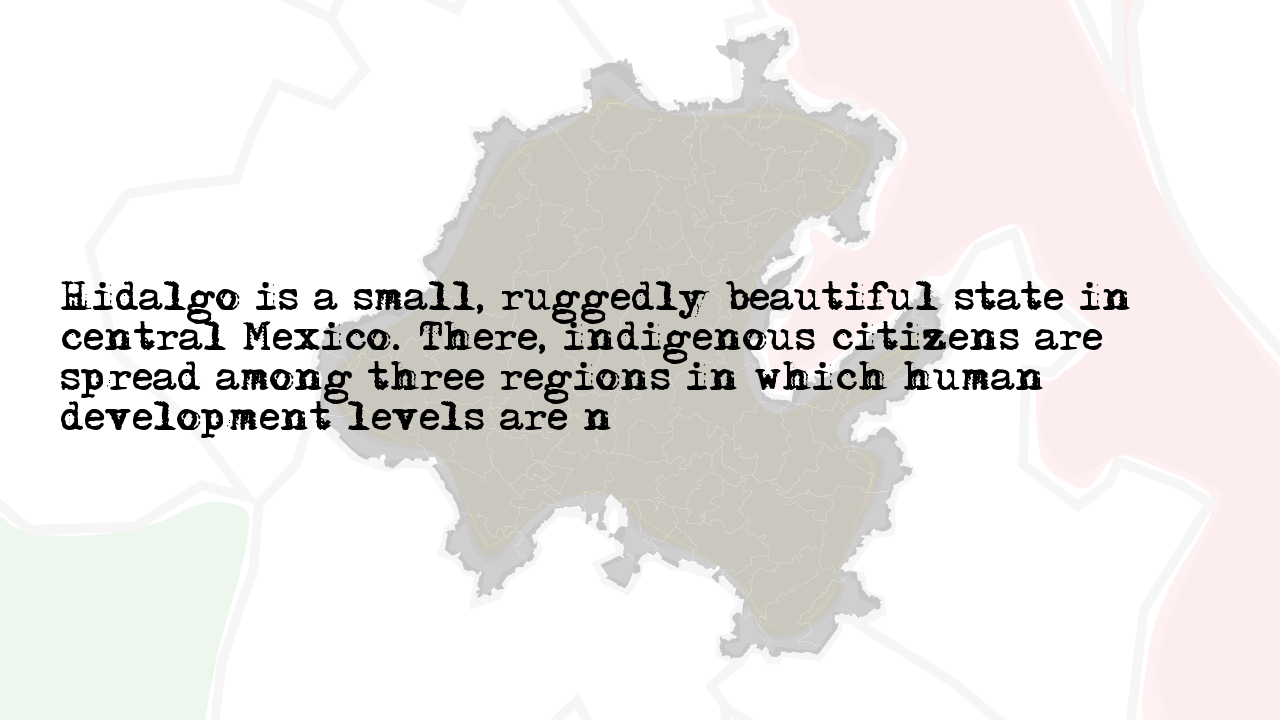 Hidalgo is a small, ruggedly beautiful state in
central Mexico. There, indigenous citizens are
spread among three regions in which human
development levels are n